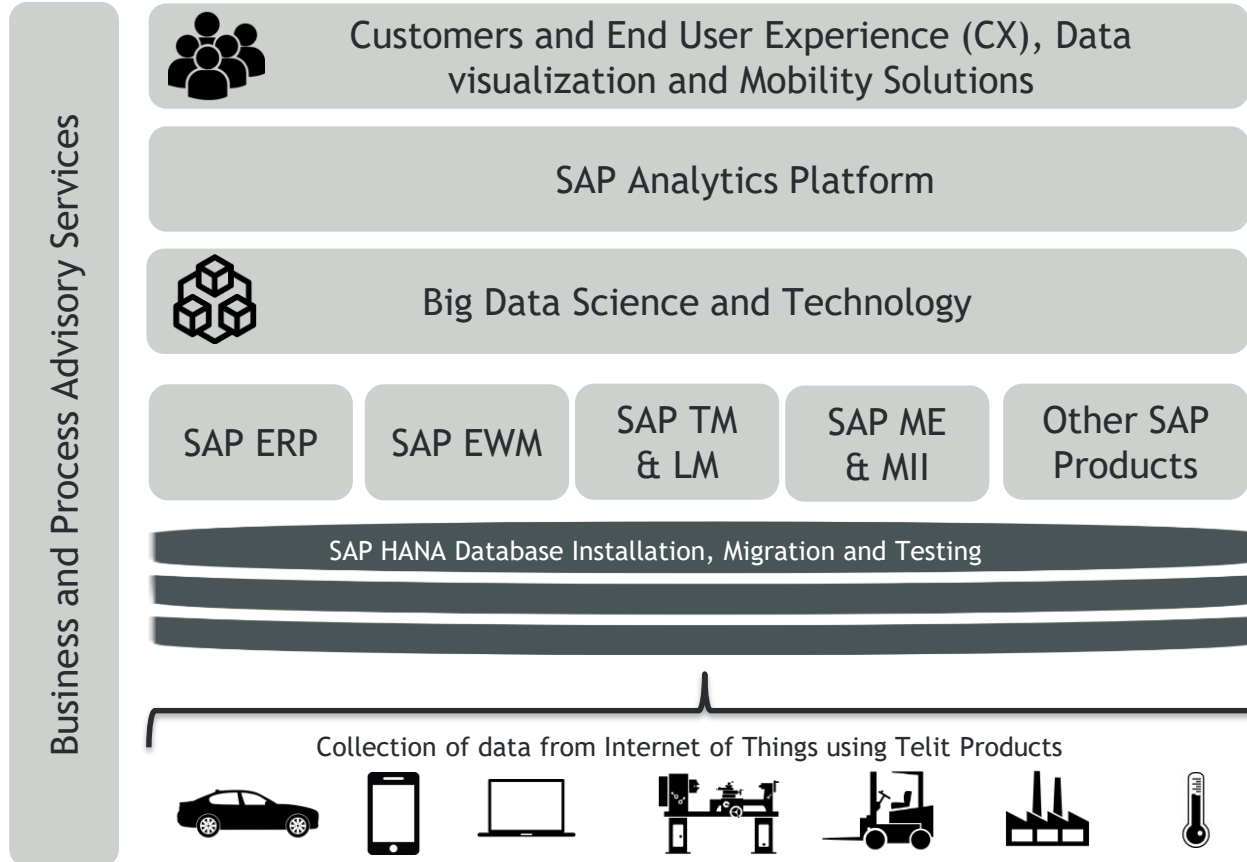 Business and Process Advisory Services
Customers and End User Experience (CX), Data
visualization and Mobility Solutions
SAP Analytics Platform
Big Data Science and Technology
SAP ERP
SAP EWM
SAP TM
& LM
SAP ME
& MII
Other SAP
Products
SAP HANA Database Installation, Migration and Testing
Collection of data from Internet of Things using Telit Products